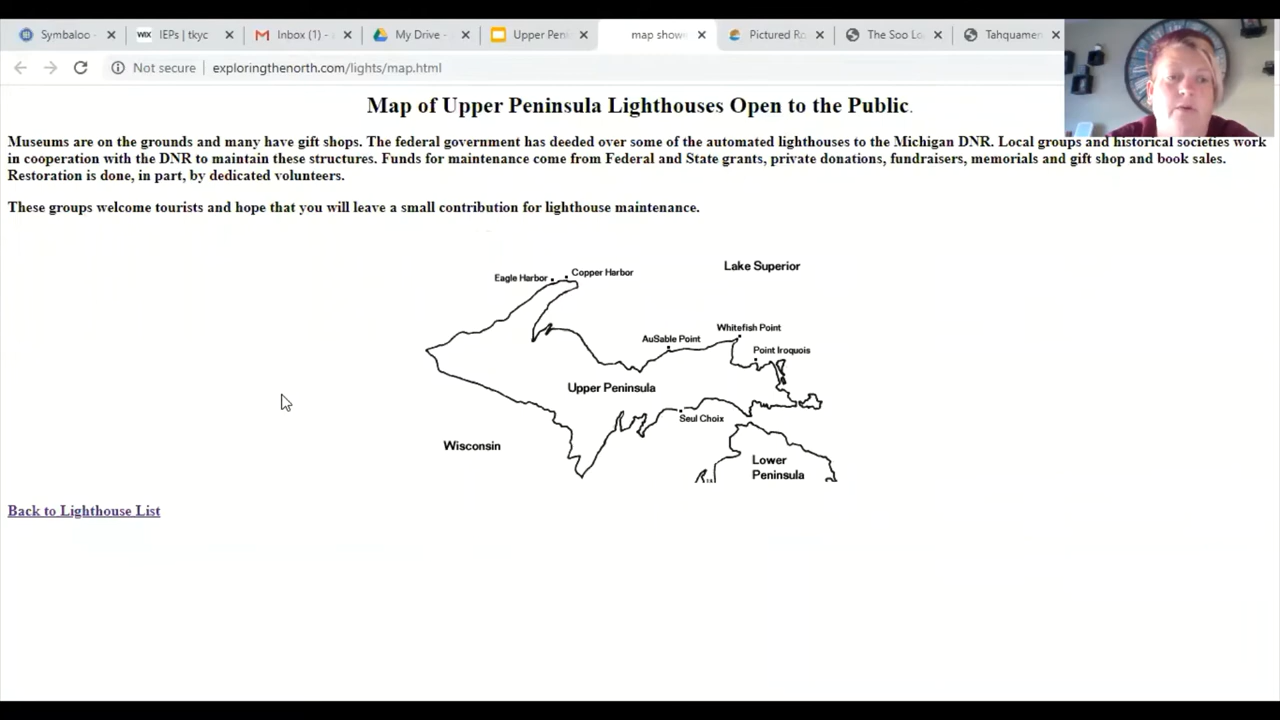 Symbaloo
WIX IEPs | tkyc
Inbox (1) -
My Drive -
Upper Pen
map show
Pictured Ro
The Soo Lo
Tahquamen
Not secure
exploringthenorth.com/lights/map.html
Map of Upper Peninsula Lighthouses Open to the Public.
Museums are on the grounds and many have gift shops. The federal government has deeded over some of the automated lighthouses to the Michigan DNR. Local groups and historical societies work
in cooperation with the DNR to maintain these structures. Funds for maintenance come from Federal and State grants, private donations, fundraisers, memorials and gift shop and book sales.
Restoration is done, in part, by dedicated volunteers.
These groups welcome tourists and hope that you will leave a small contribution for lighthouse maintenance.
Lake Superior
Eagle Harbor
Copper Harbor
Whitefish Point
AuSable Point
Point Iroquois
Upper Peninsula
Seul Choix
Wisconsin
Lower
Peninsula
Back to Lighthouse List